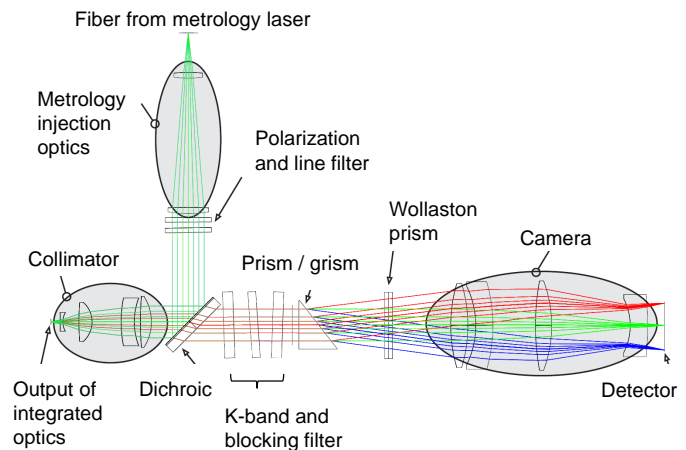 Fiber from metrology laser
Metrology
injection
optics
Polarization
and line filter
Wollaston
prism
Camera
Collimator
Prism / grism
Output of
integrated
optics
Dichroic
K-band and
blocking filter
Detector